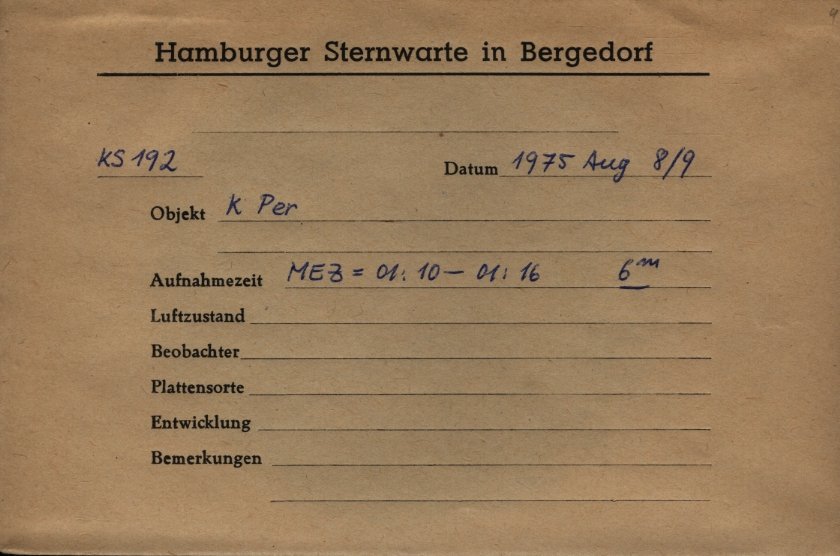 Hamburger Sternwarte in Bergedorf
KS 192 Datum 1975 Aug 8/9
Objekt K Per
Aufnahmezeit MEZ = 01:10 – 01:16 6ᵐ
Luftzustand
Beobachter
Plattensorte
Entwicklung
Bemerkungen